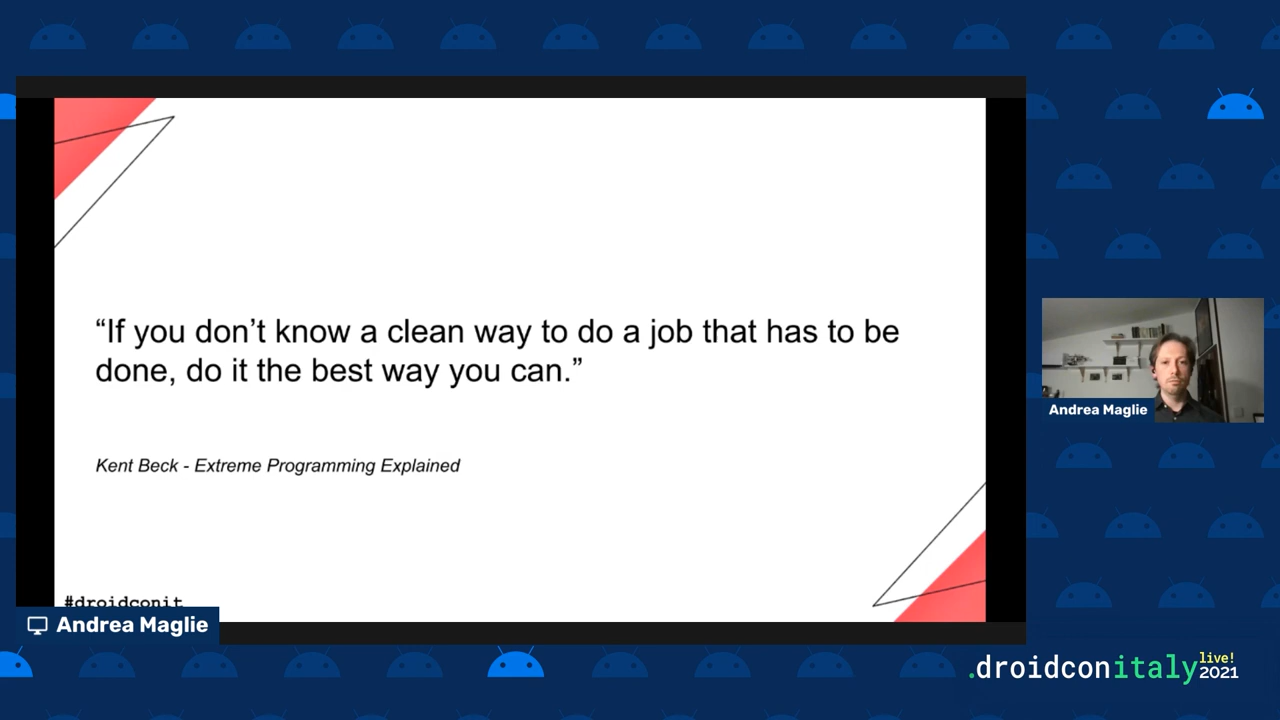 “If you don’t know a clean way to do a job that has to be
done, do it the best way you can.”
Kent Beck - Extreme Programming Explained
#droidconit
Andrea Maglie
Andrea Maglie
.droidconitaly live! 2021